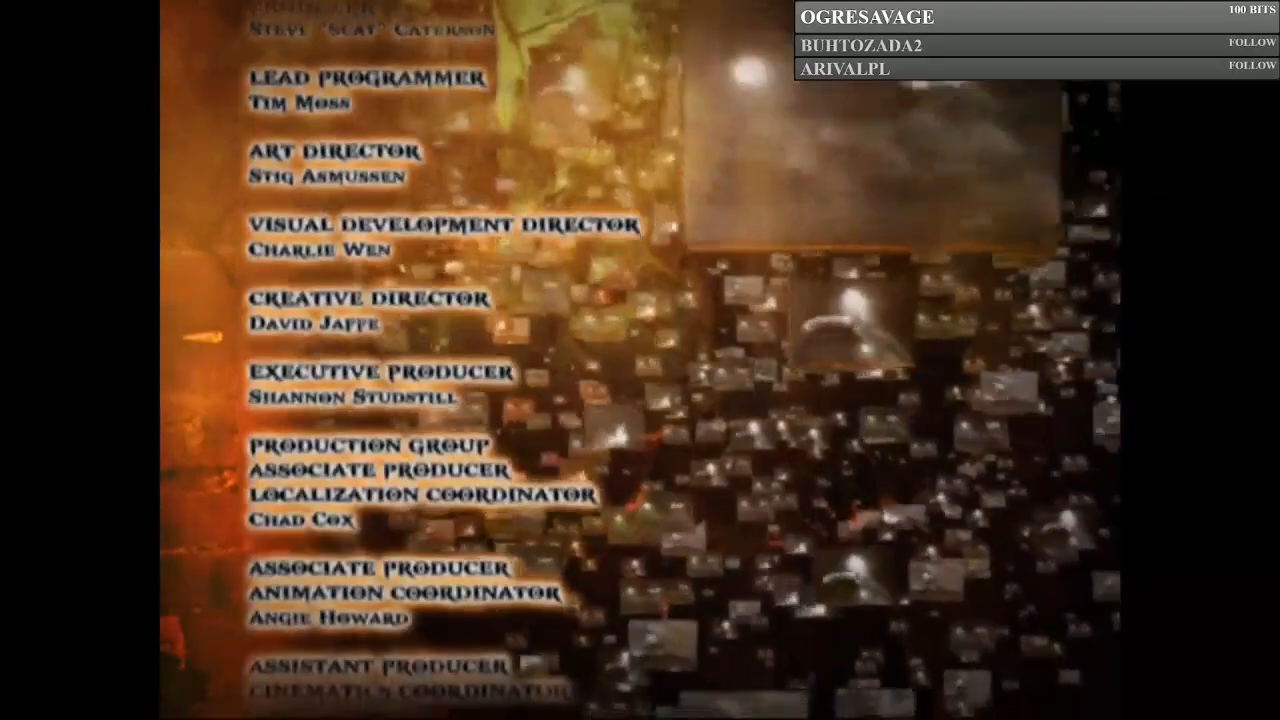 PRODUCER
STEVE "SCAT" CATERSON
LEAD PROGRAMMER
TIM MOSS
ART DIRECTOR
STIG ASMUSSEN
VISUAL DEVELOPMENT DIRECTOR
CHARLIE WEN
CREATIVE DIRECTOR
DAVID JAFFE
EXECUTIVE PRODUCER
SHANNON STUDSTILL
PRODUCTION GROUP
ASSOCIATE PRODUCER
LOCALIZATION COORDINATOR
CHAD COX
ASSOCIATE PRODUCER
ANIMATION COORDINATOR
ANGIE HOWARD
ASSISTANT PRODUCER
CINEMATICS COORDINATOR
OGRESAVAGE 100 BITS
BUHTOZADA2 FOLLOW
ARIVALPL FOLLOW